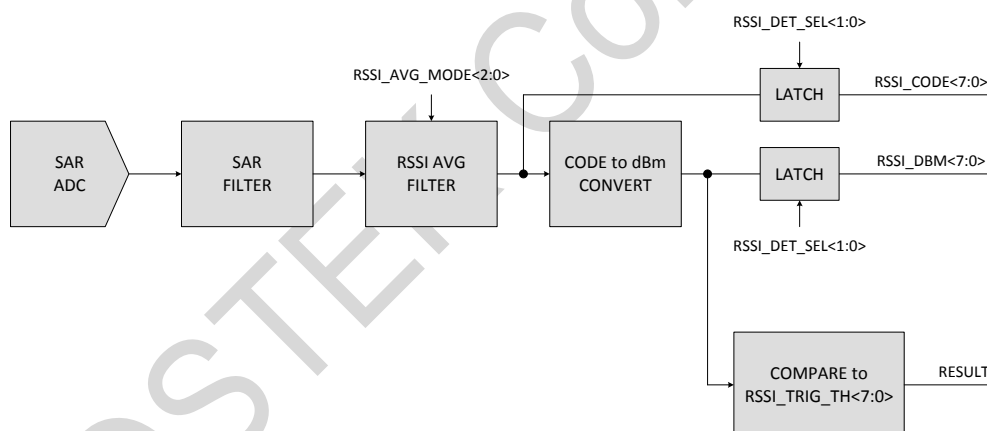 RSSI_DET_SEL<1:0>
RSSI_AVG_MODE<2:0>
LATCH
RSSI_CODE<7:0>
SAR
ADC
SAR
FILTER
RSSI AVG
FILTER
CODE to dBm
CONVERT
LATCH
RSSI_DBM<7:0>
RSSI_DET_SEL<1:0>
COMPARE to
RSSI_TRIG_TH<7:0>
RESULT